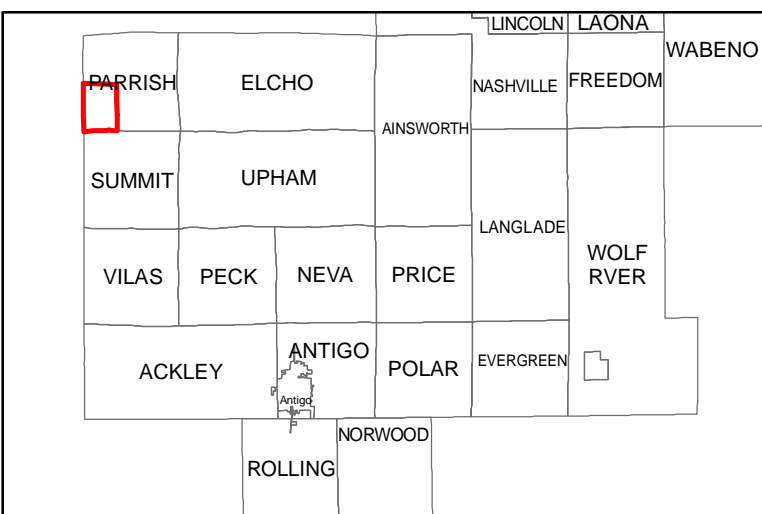 LINCOLN LAONA
WABENO
PARRISH ELCHO NASHVILLE FREEDOM
AINSWORTH
SUMMIT UPHAM
LANGLADE
WOLF
RVER
VILAS PECK NEVA PRICE
ANTIGO
ACKLEY POLAR EVERGREEN
Antigo
NORWOOD
ROLLING